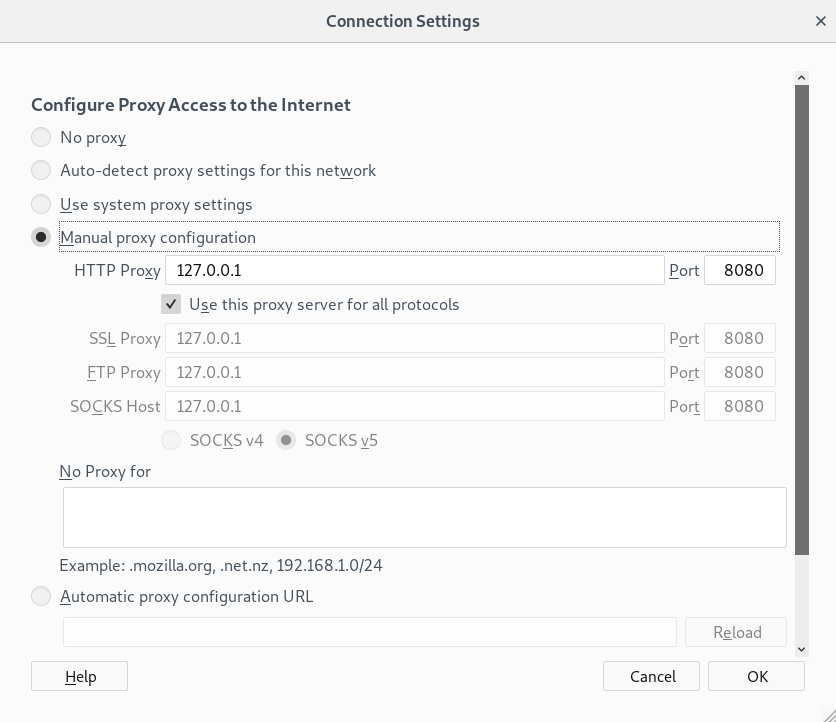 Connection Settings
Configure Proxy Access to the Internet
No proxy
Auto-detect proxy settings for this network
Use system proxy settings
Manual proxy configuration
HTTP Proxy 127.0.0.1 Port 8080
Use this proxy server for all protocols
SSL Proxy 127.0.0.1 Port 8080
FTP Proxy 127.0.0.1 Port 8080
SOCKS Host 127.0.0.1 Port 8080
SOCKS v4 SOCKS v5
No Proxy for
Example: .mozilla.org, .net.nz, 192.168.1.0/24
Automatic proxy configuration URL
Reload
Help Cancel OK